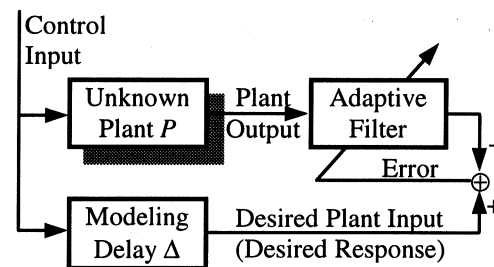 Control
Input
Unknown
Plant P
Plant
Output
Adaptive
Filter
−
Error
+
Modeling
Delay Δ
Desired Plant Input
(Desired Response)